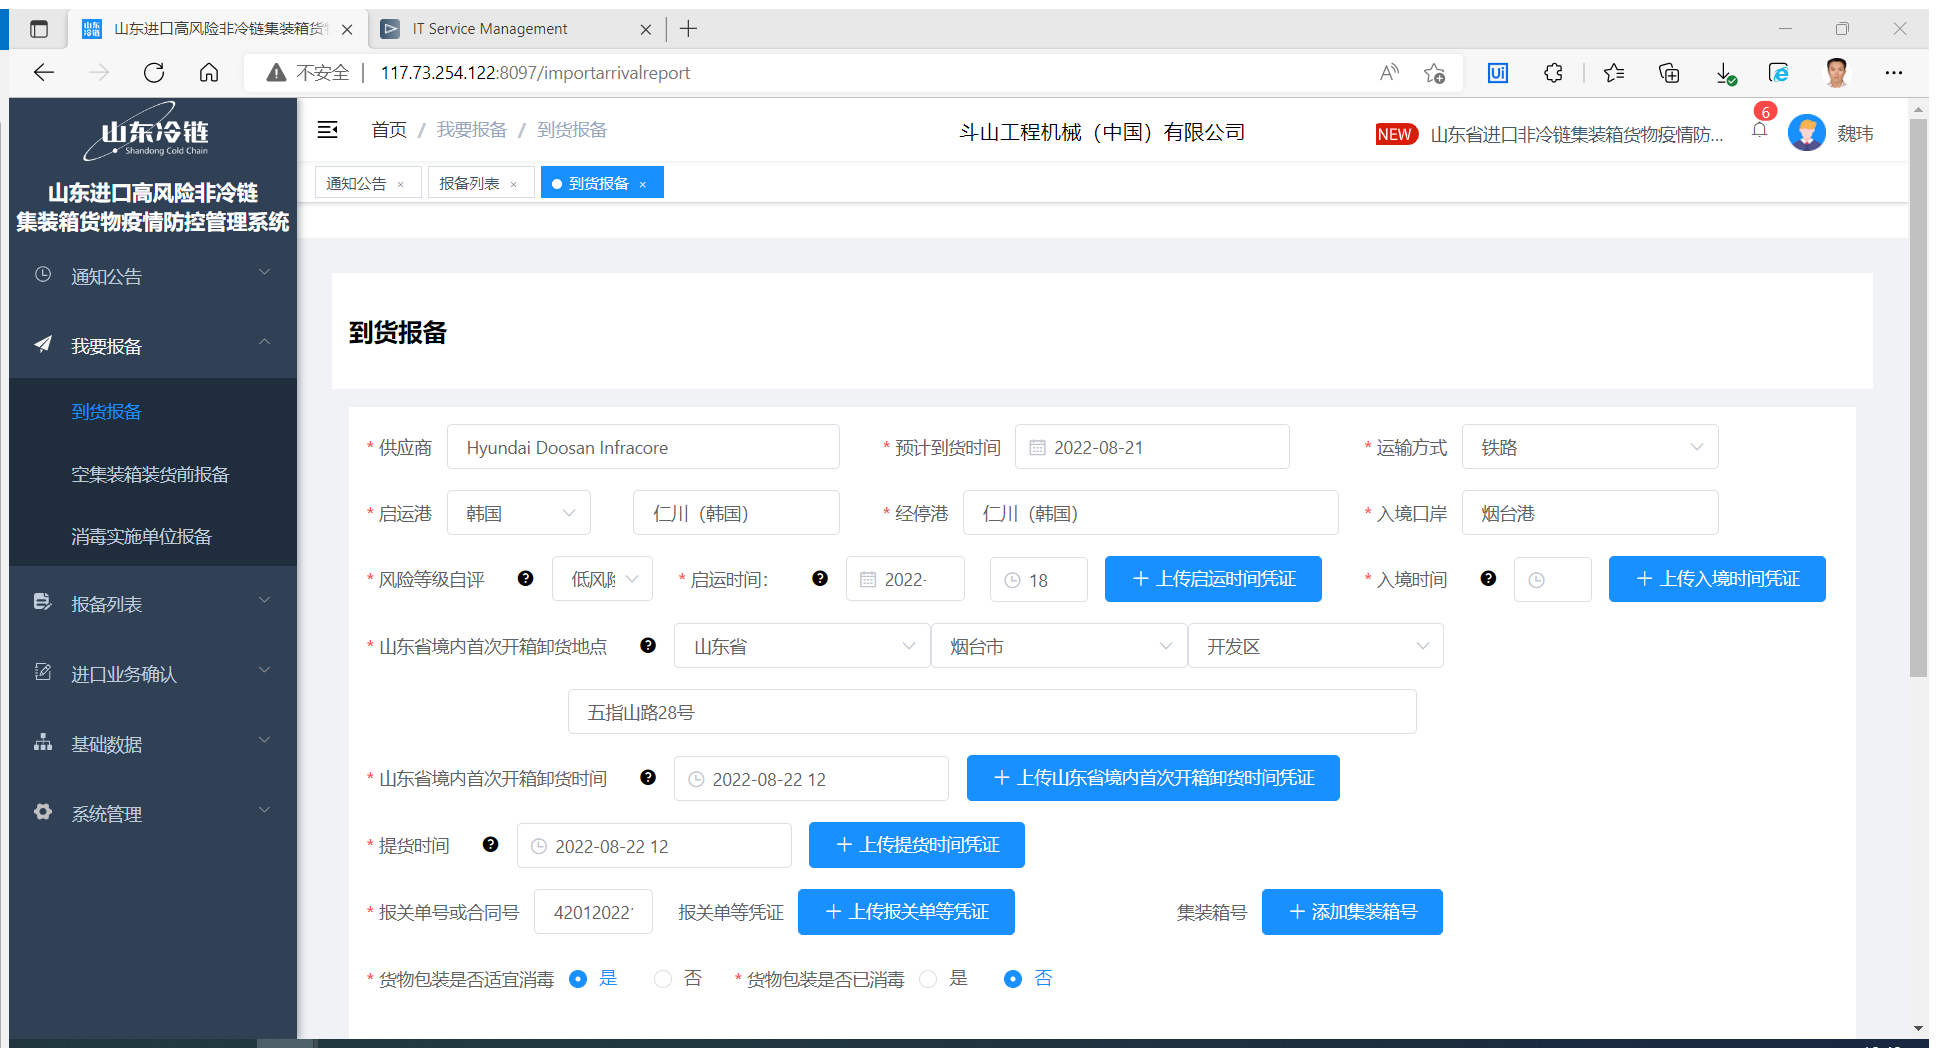 山东进口高风险非冷链集装箱货
IT Service Management
不安全 117.73.254.122:8097/importarrivalreport
山东冷链
Shandong Cold Chain
山东进口高风险非冷链
集装箱货物疫情防控管理系统
通知公告
我要报备
到货报备
空集装箱装货前报备
消毒实施单位报备
报备列表
进口业务确认
基础数据
系统管理
首页 / 我要报备 / 到货报备
斗山工程机械（中国）有限公司
NEW 山东省进口非冷链集装箱货物疫情防... 6 魏玮
通知公告 × 报备列表 × 到货报备 ×
到货报备
* 供应商 Hyundai Doosan Infracore * 预计到货时间 2022-08-21 * 运输方式 铁路
* 启运港 韩国 仁川（韩国） * 经停港 仁川（韩国） * 入境口岸 烟台港
* 风险等级自评 低风 * 启运时间： 2022- 18 + 上传启运时间凭证 * 入境时间 + 上传入境时间凭证
* 山东省境内首次开箱卸货地点 山东省 烟台市 开发区
五指山路28号
* 山东省境内首次开箱卸货时间 2022-08-22 12 + 上传山东省境内首次开箱卸货时间凭证
* 提货时间 2022-08-22 12 + 上传提货时间凭证
* 报关单号或合同号 42012022 报关单等凭证 + 上传报关单等凭证 集装箱号 + 添加集装箱号
* 货物包装是否适宜消毒 是 否 * 货物包装是否已消毒 是 否